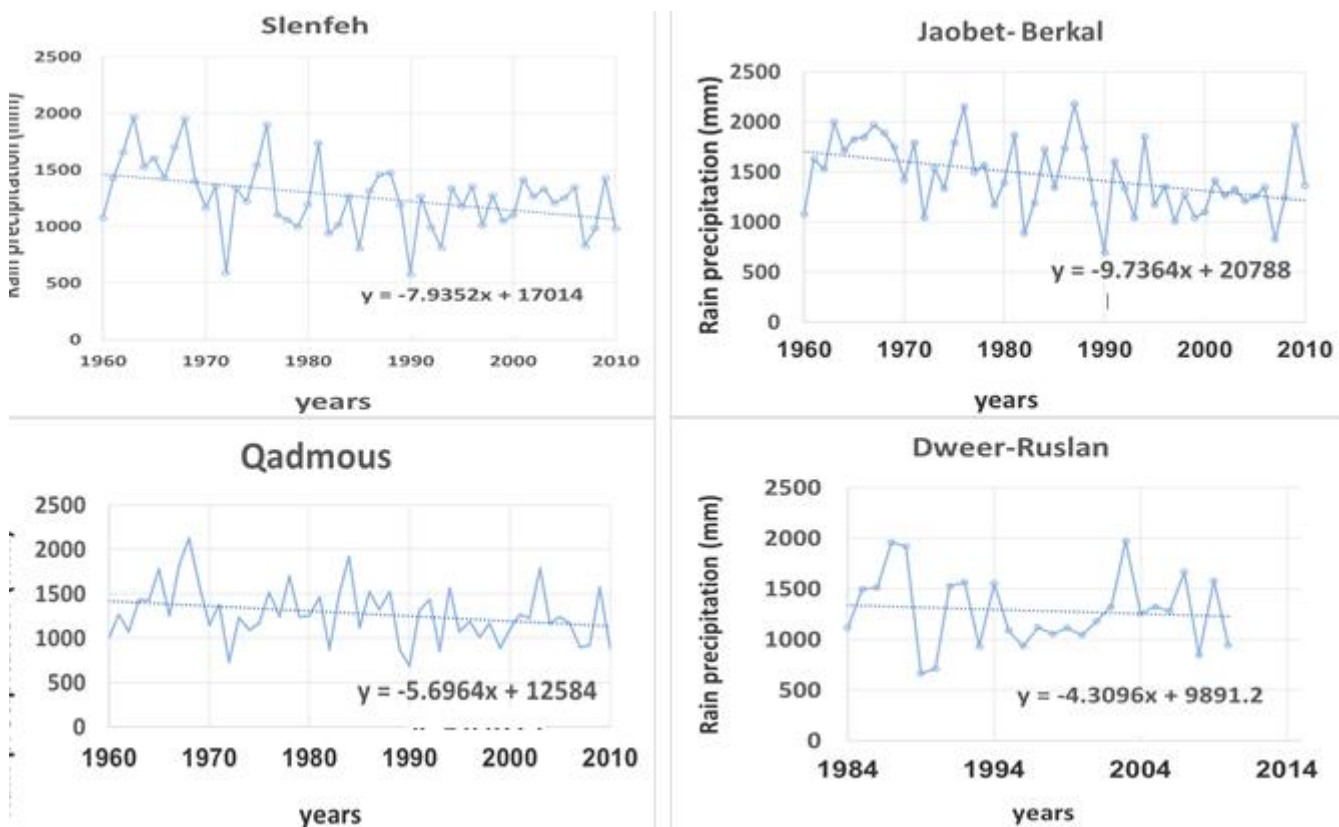 Slenfeh
2500
2000
1500
1000
500
0
Rain precipitation (mm)
1960 1970 1980 1990 2000 2010
years
y = -7.9352x + 17014
Jaobet- Berkal
2500
2000
1500
1000
500
0
Rain precipitation (mm)
1960 1970 1980 1990 2000 2010
years
y = -9.7364x + 20788
Qadmous
2500
2000
1500
1000
500
0
1960 1970 1980 1990 2000 2010
years
y = -5.6964x + 12584
Dweer-Ruslan
2500
2000
1500
1000
500
0
Rain precipitation (mm)
1984 1994 2004 2014
years
y = -4.3096x + 9891.2